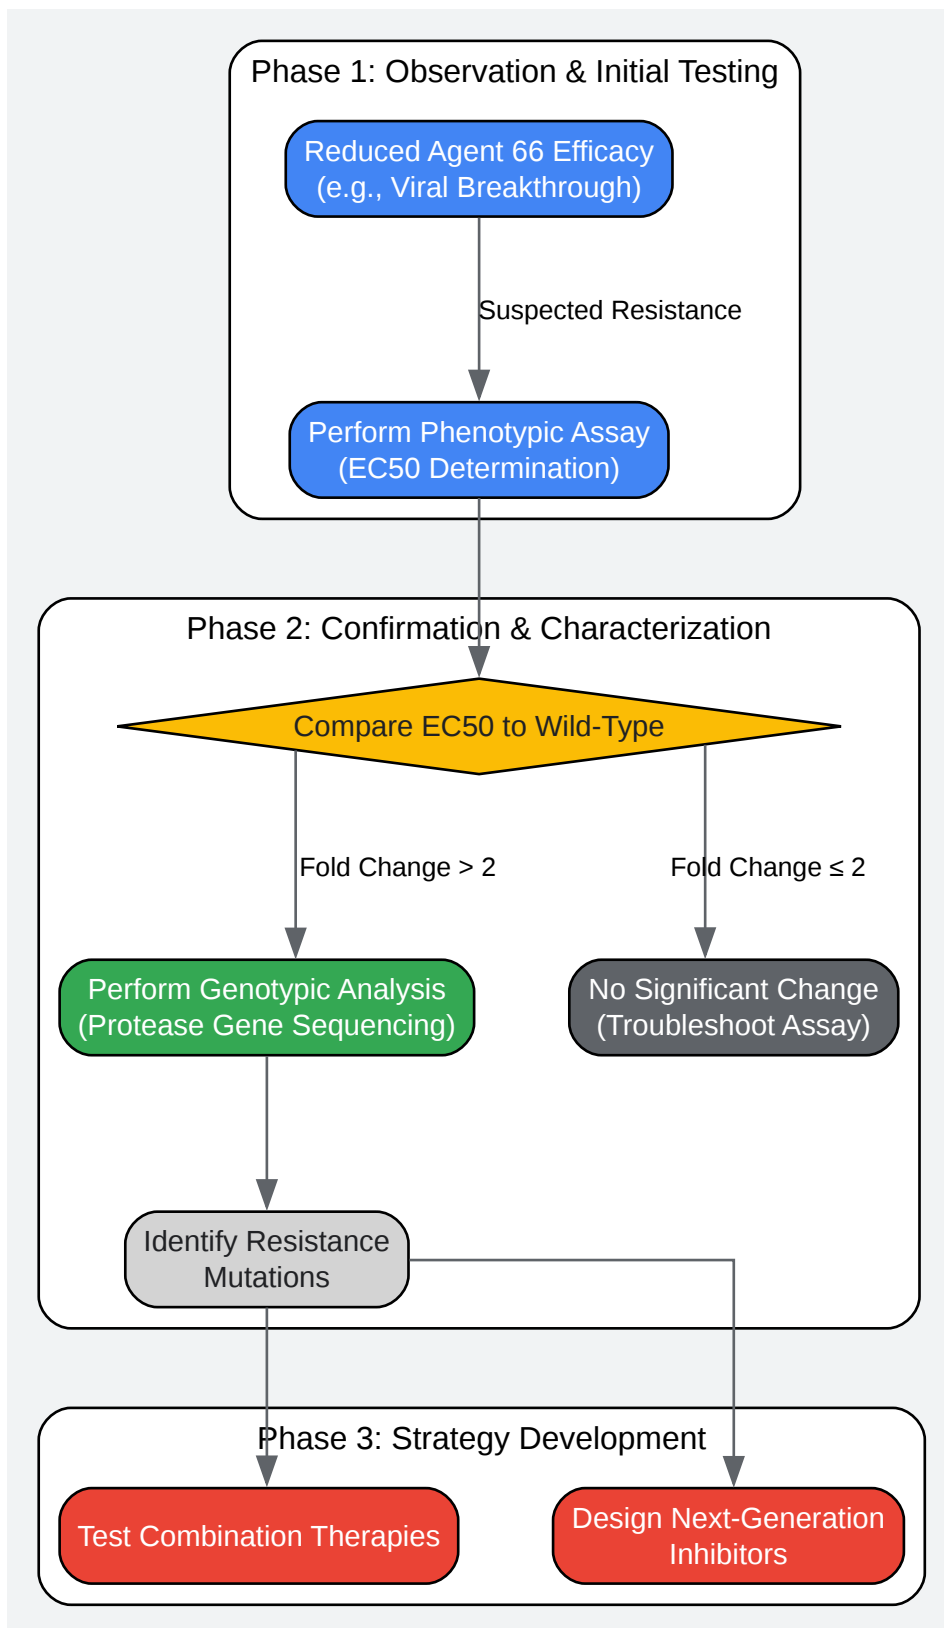 Phase 1: Observation & Initial Testing
Reduced Agent 66 Efficacy
(e.g., Viral Breakthrough)
Suspected Resistance
Perform Phenotypic Assay
(EC50 Determination)
Phase 2: Confirmation & Characterization
Compare EC50 to Wild-Type
Fold Change > 2
Fold Change ≤ 2
Perform Genotypic Analysis
(Protease Gene Sequencing)
No Significant Change
(Troubleshoot Assay)
Identify Resistance
Mutations
Phase 3: Strategy Development
Test Combination Therapies
Design Next-Generation
Inhibitors